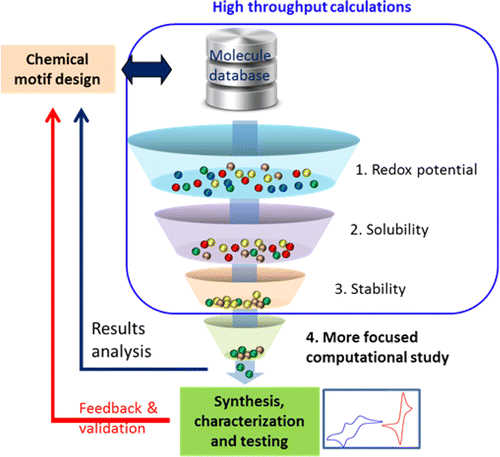 High throughput calculations
Chemical
motif design
Molecule
database
1. Redox potential
2. Solubility
3. Stability
4. More focused
computational study
Results
analysis
Feedback &
validation
Synthesis,
characterization
and testing